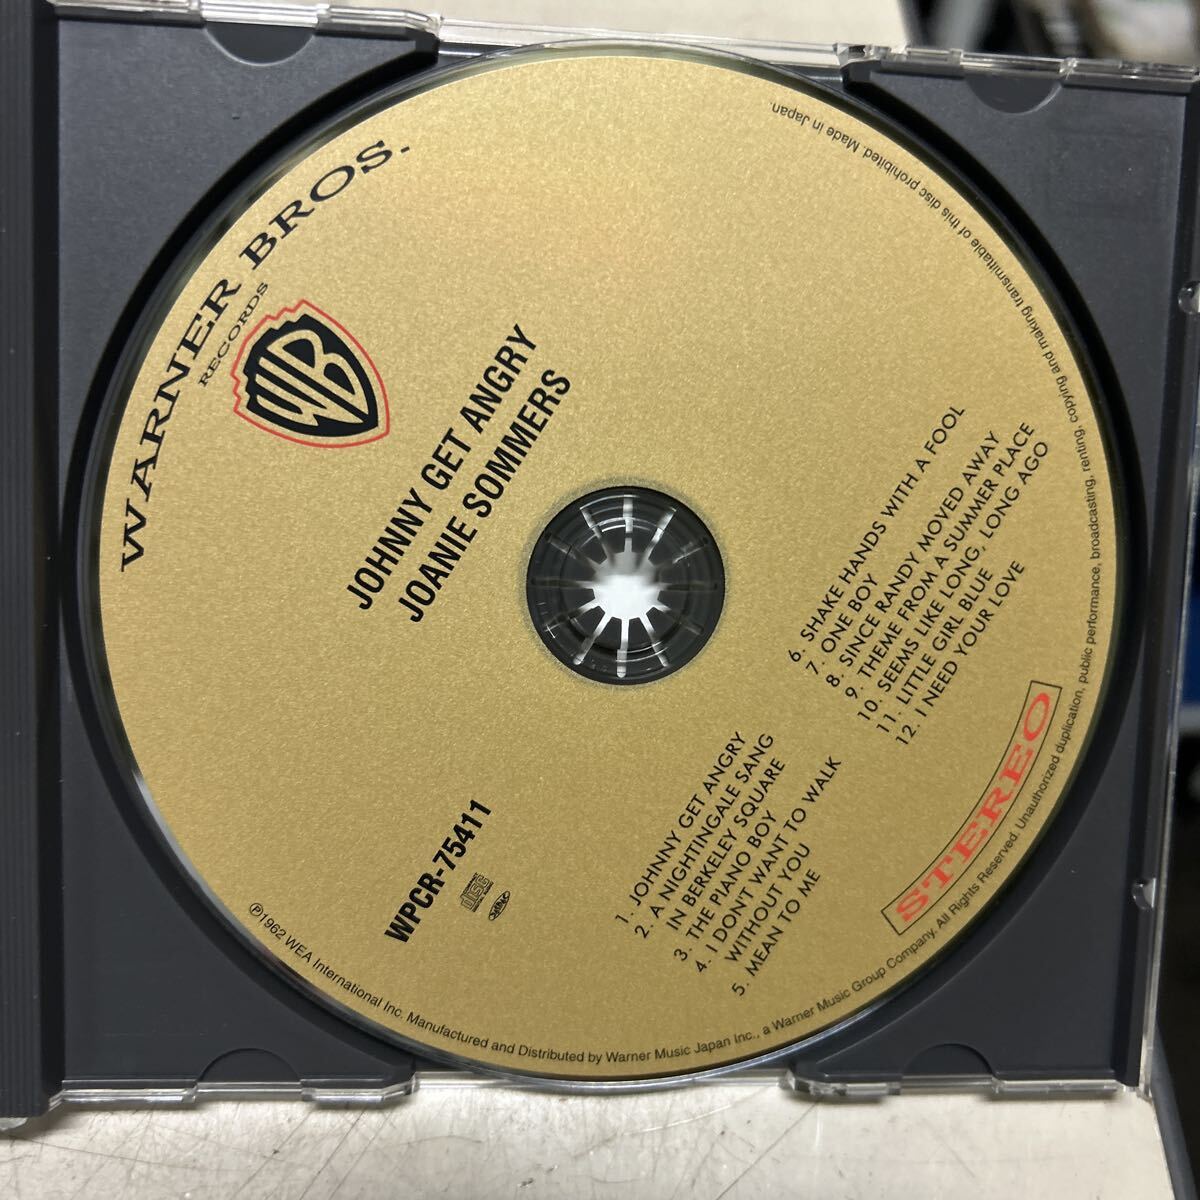 WARNER BROS.
RECORDS
WB
JOHNNY GET ANGRY
JOANIE SOMMERS
WPCR-75411
COMPACT
disc
DIGITAL AUDIO
1. JOHNNY GET ANGRY
2. A NIGHTINGALE SANG
IN BERKELEY SQUARE
3. THE PIANO BOY
4. I DON'T WANT TO WALK
WITHOUT YOU
5. MEAN TO ME
6. SHAKE HANDS WITH A FOOL
7. ONE BOY
8. SINCE RANDY MOVED AWAY
9. THEME FROM A SUMMER PLACE
10. SEEMS LIKE LONG, LONG AGO
11. LITTLE GIRL BLUE
12. I NEED YOUR LOVE
STEREO
℗1962 WEA International Inc. Manufactured and Distributed by Warner Music Japan Inc., a Warner Music Group Company. All Rights Reserved. Unauthorized duplication, public performance, broadcasting, renting, copying and making transmittable of this disc prohibited. Made in Japan.